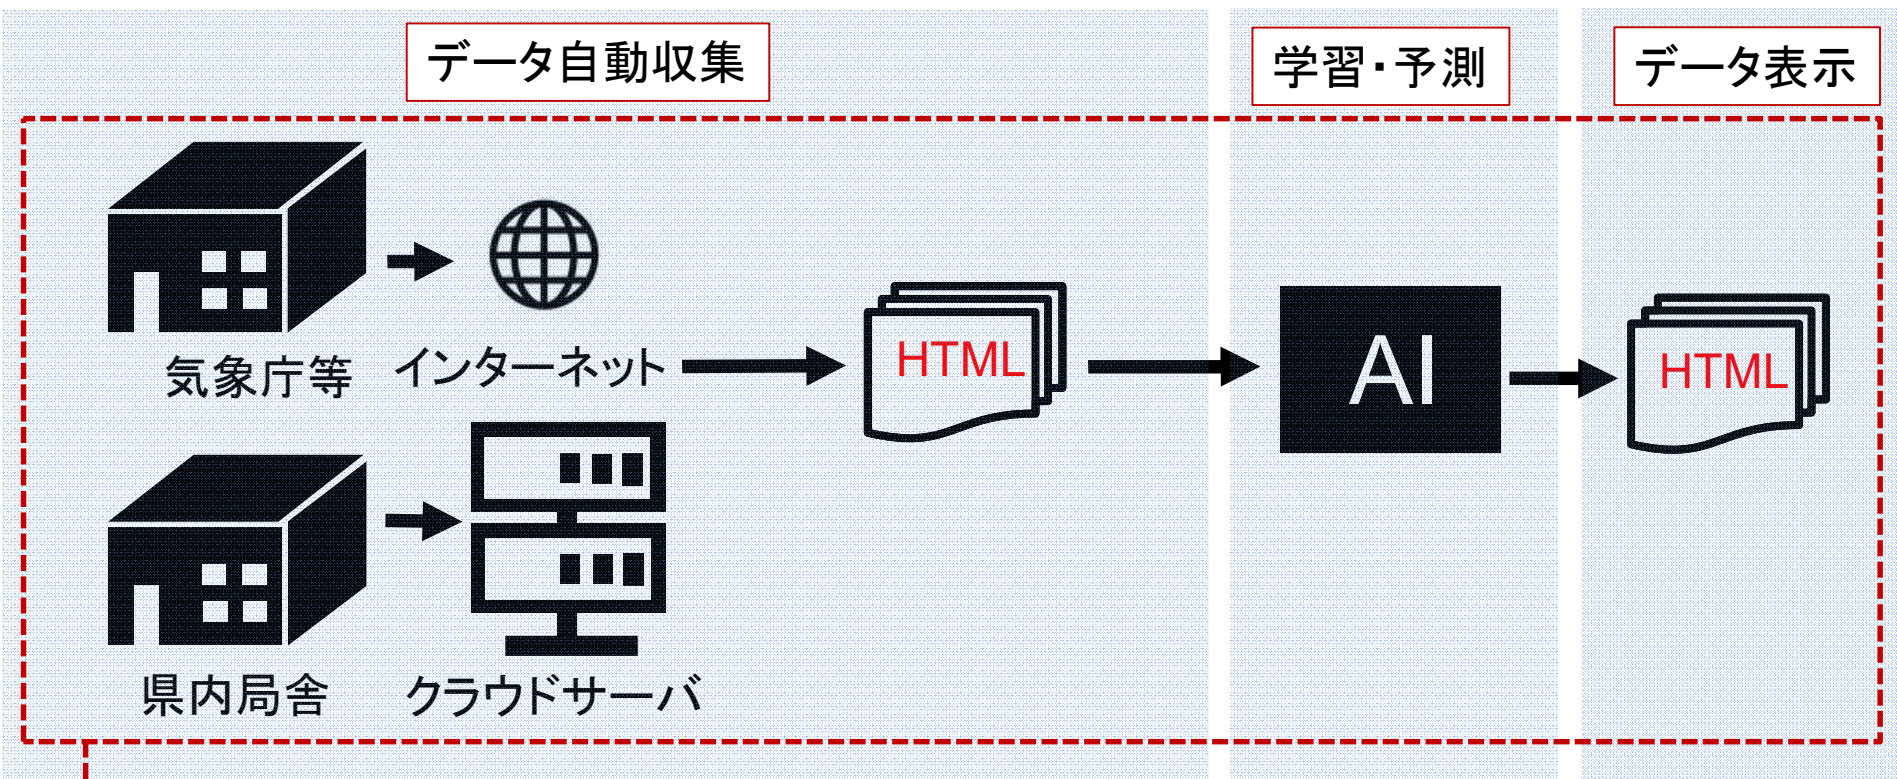 データ自動収集
学習・予測
データ表示
気象庁等
インターネット
HTML
AI
HTML
県内局舎
クラウドサーバ